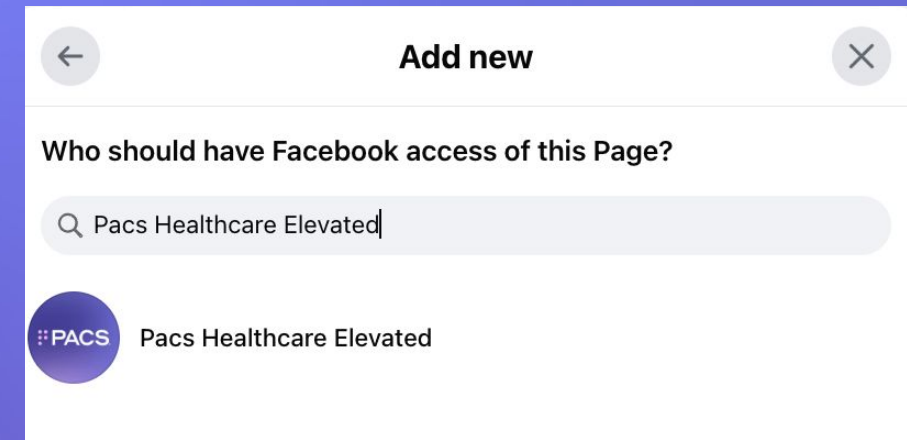 Add new
Who should have Facebook access of this Page?
Pacs Healthcare Elevated
PACS
Pacs Healthcare Elevated